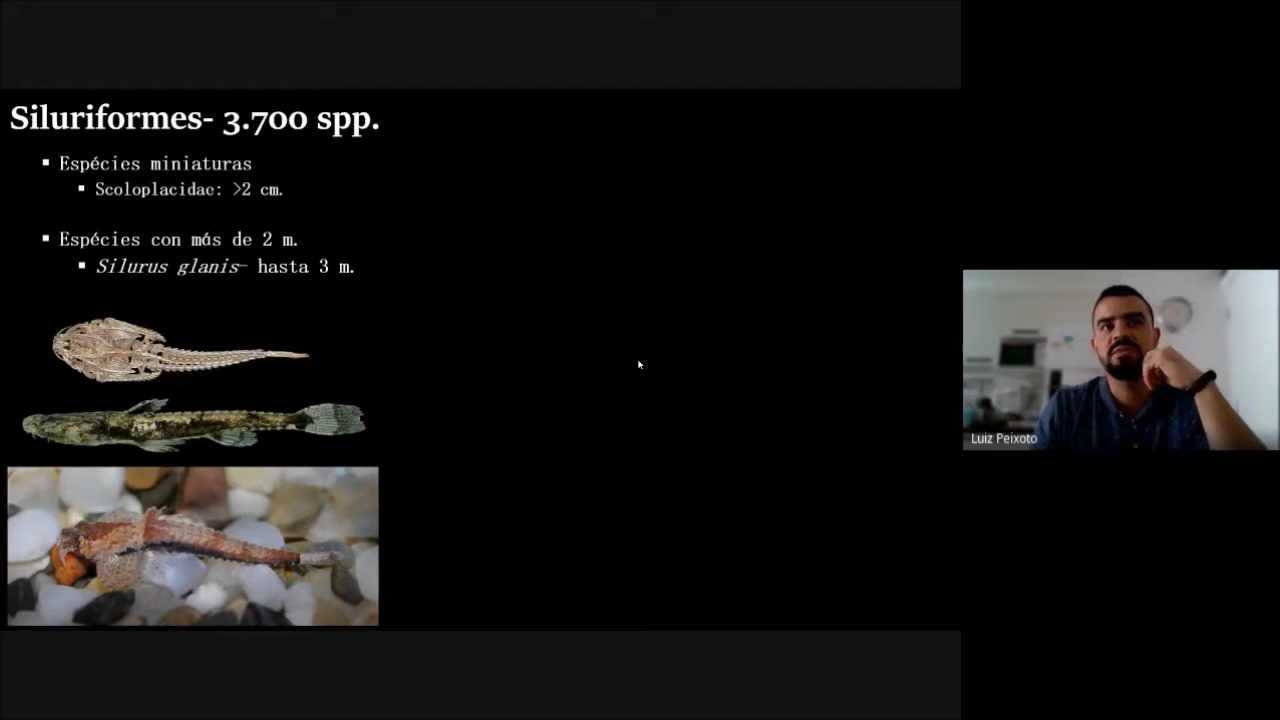 Siluriformes- 3.700 spp.
▪ Espécies miniaturas
▪ Scoloplacidae: >2 cm.
▪ Espécies con más de 2 m.
▪ Silurus glanis– hasta 3 m.
Luiz Peixoto